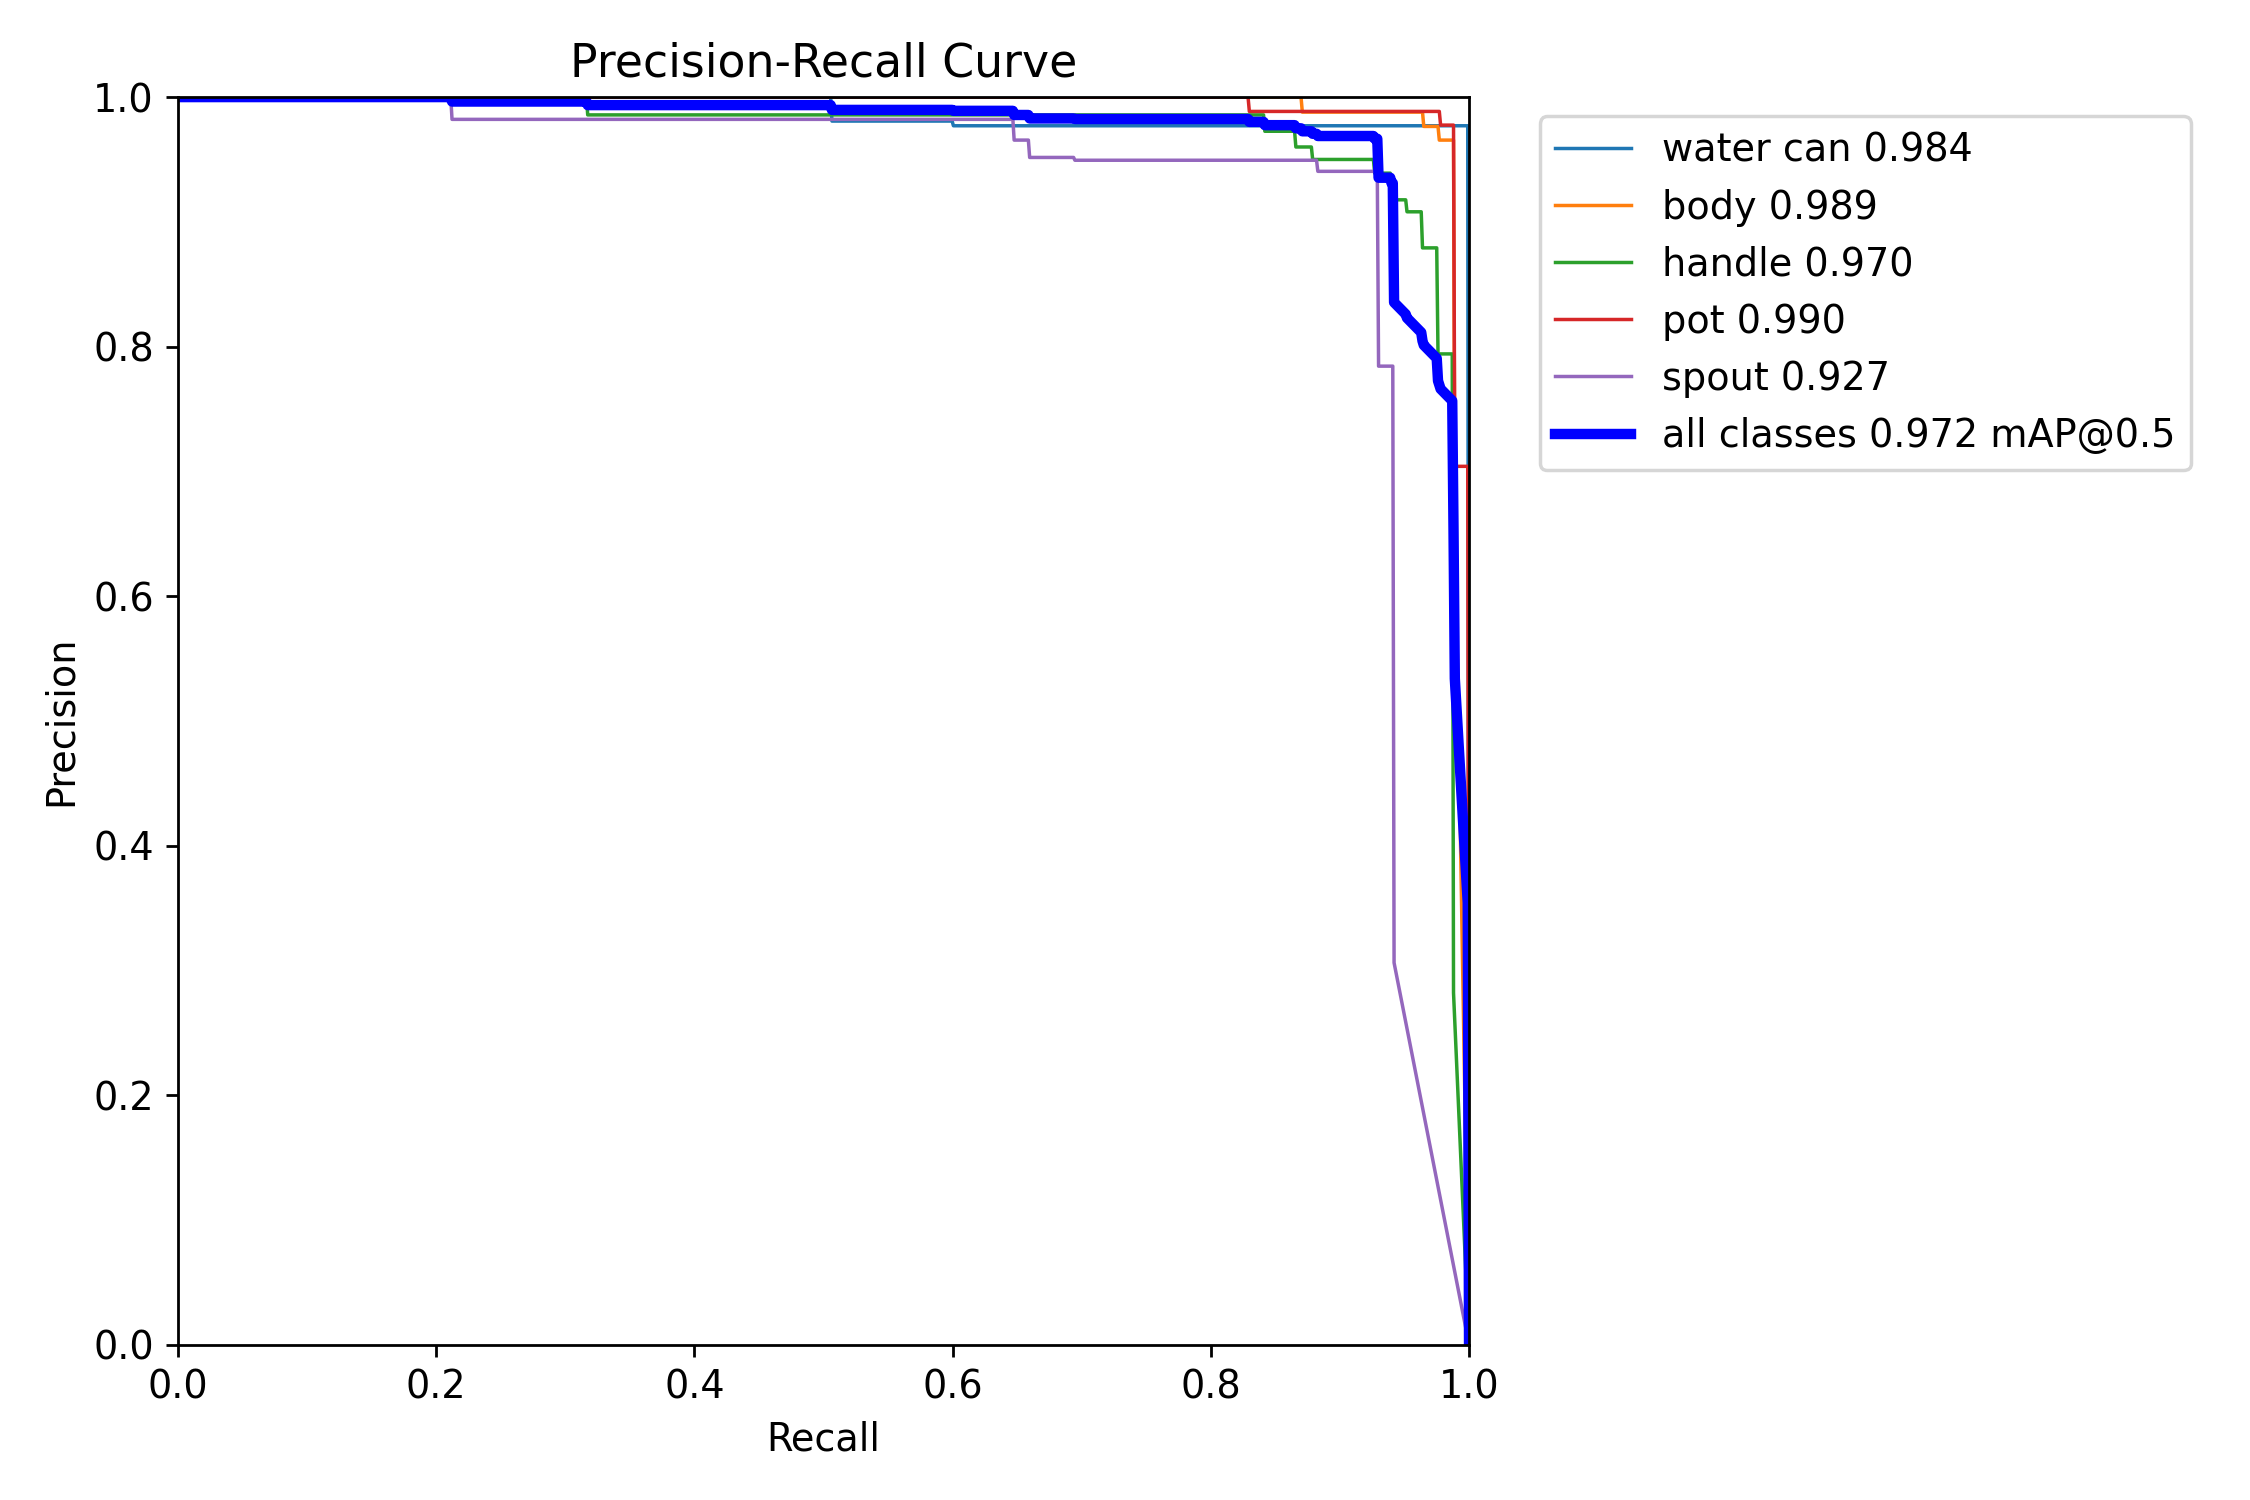 Precision-Recall Curve
1.0
0.8
0.6
0.4
0.2
0.0
Precision
0.0 0.2 0.4 0.6 0.8 1.0
Recall
water can 0.984
body 0.989
handle 0.970
pot 0.990
spout 0.927
all classes 0.972 mAP@0.5